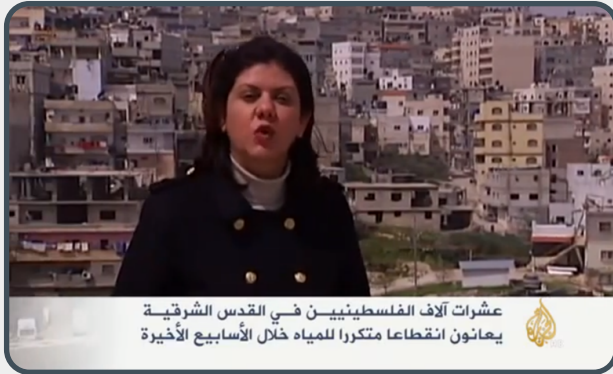 عشرات آلاف الفلسطينيين في القدس الشرقية
يعانون انقطاعا متكررا للمياه خلال الأسابيع الأخيرة